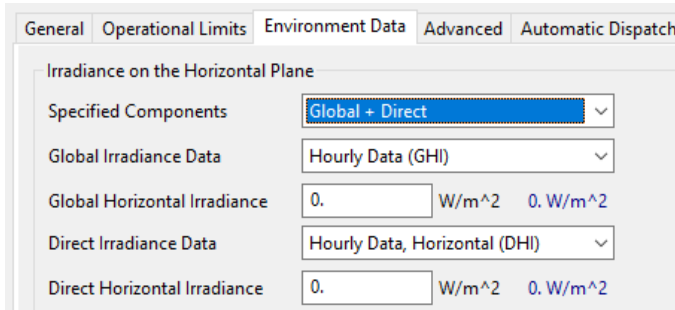 General Operational Limits Environment Data Advanced Automatic Dispatch
Irradiance on the Horizontal Plane
Specified Components Global + Direct
Global Irradiance Data Hourly Data (GHI)
Global Horizontal Irradiance 0. W/m^2 0. W/m^2
Direct Irradiance Data Hourly Data, Horizontal (DHI)
Direct Horizontal Irradiance 0. W/m^2 0. W/m^2